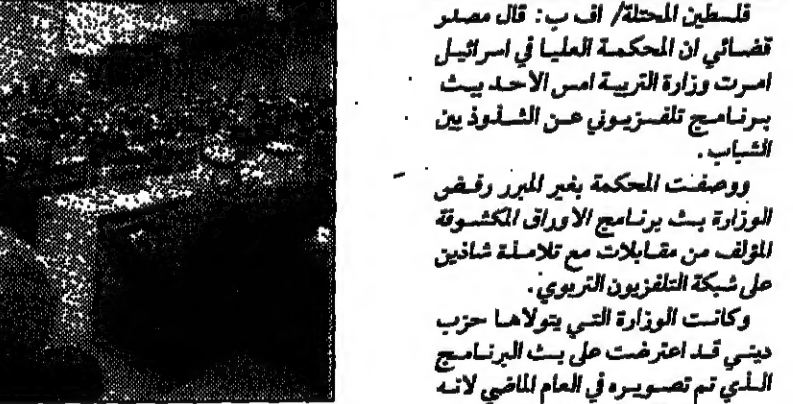 فلسطين المحتلة/ اف ب: قال مصدر
قضائي ان المحكمة العليا في اسرائيل
امرت وزارة التربية امس الاحد ببث
برنامج تلفزيوني عن الشذوذ بين
الشباب.
ووصفت المحكمة بغير المبرر رفض
الوزارة بث برنامج الاوراق المكشوفة
المؤلف من مقابلات مع تلامذة شاذين
على شبكة التلفزيون التربوي.
وكانت الوزارة التي يتولاها حزب
ديني قد اعترضت على بث البرنامج
الذي تم تصويره في العام الماضي لانه